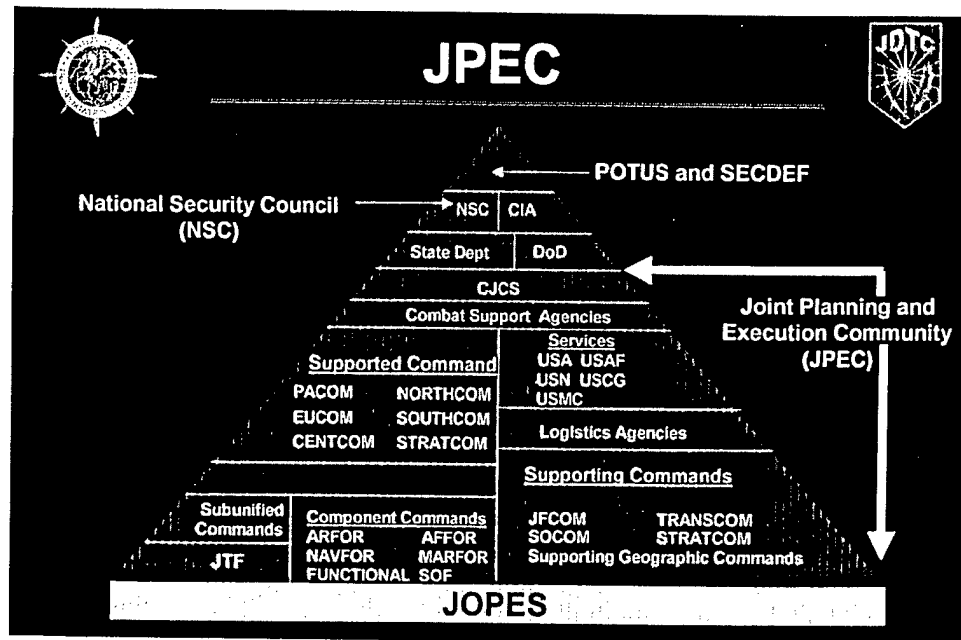 JPEC
JDTC
POTUS and SECDEF
National Security Council
(NSC)
NSC CIA
State Dept DoD
CJCS
Combat Support Agencies
Joint Planning and
Execution Community
(JPEC)
Supported Command
PACOM NORTHCOM
EUCOM SOUTHCOM
CENTCOM STRATCOM
Services
USA USAF
USN USCG
USMC
Logistics Agencies
Supporting Commands
JFCOM TRANSCOM
SOCOM STRATCOM
Supporting Geographic Commands
Subunified
Commands
JTF
Component Commands
ARFOR AFFOR
NAVFOR MARFOR
FUNCTIONAL SOF
JOPES